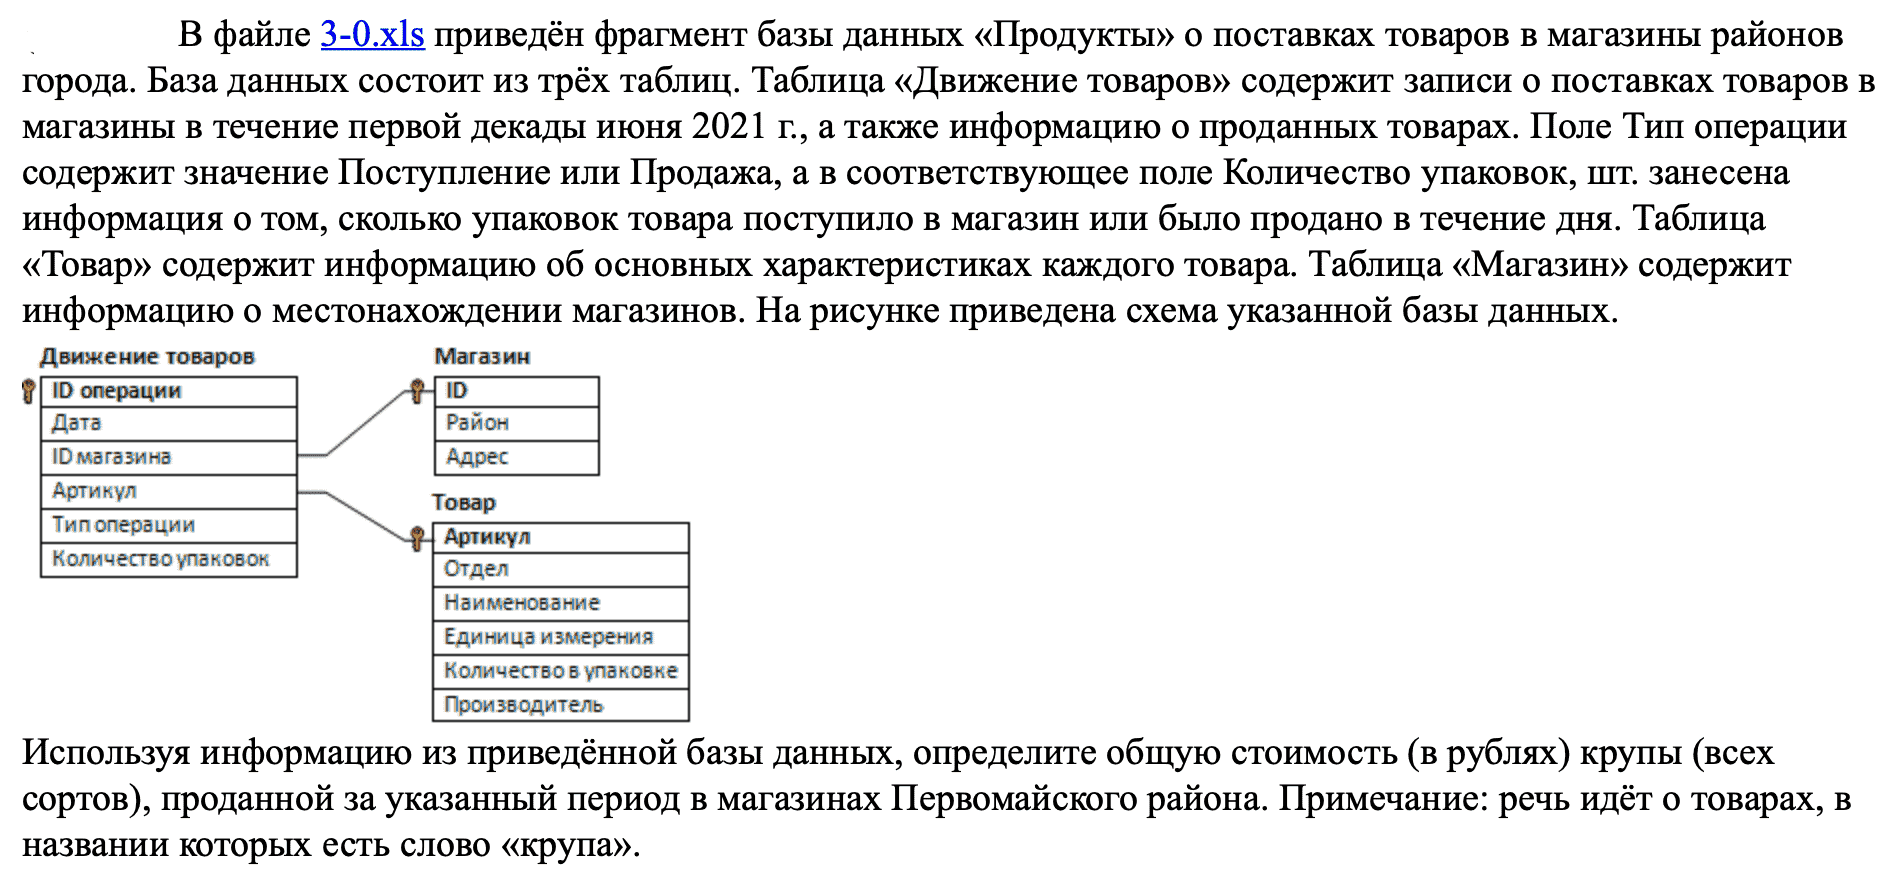 В файле 3-0.xls приведён фрагмент базы данных «Продукты» о поставках товаров в магазины районов
города. База данных состоит из трёх таблиц. Таблица «Движение товаров» содержит записи о поставках товаров в
магазины в течение первой декады июня 2021 г., а также информацию о проданных товарах. Поле Тип операции
содержит значение Поступление или Продажа, а в соответствующее поле Количество упаковок, шт. занесена
информация о том, сколько упаковок товара поступило в магазин или было продано в течение дня. Таблица
«Товар» содержит информацию об основных характеристиках каждого товара. Таблица «Магазин» содержит
информацию о местонахождении магазинов. На рисунке приведена схема указанной базы данных.
Движение товаров
ID операции
Дата
ID магазина
Артикул
Тип операции
Количество упаковок
Магазин
ID
Район
Адрес
Товар
Артикул
Отдел
Наименование
Единица измерения
Количество в упаковке
Производитель
Используя информацию из приведённой базы данных, определите общую стоимость (в рублях) крупы (всех
сортов), проданной за указанный период в магазинах Первомайского района. Примечание: речь идёт о товарах, в
названии которых есть слово «крупа».